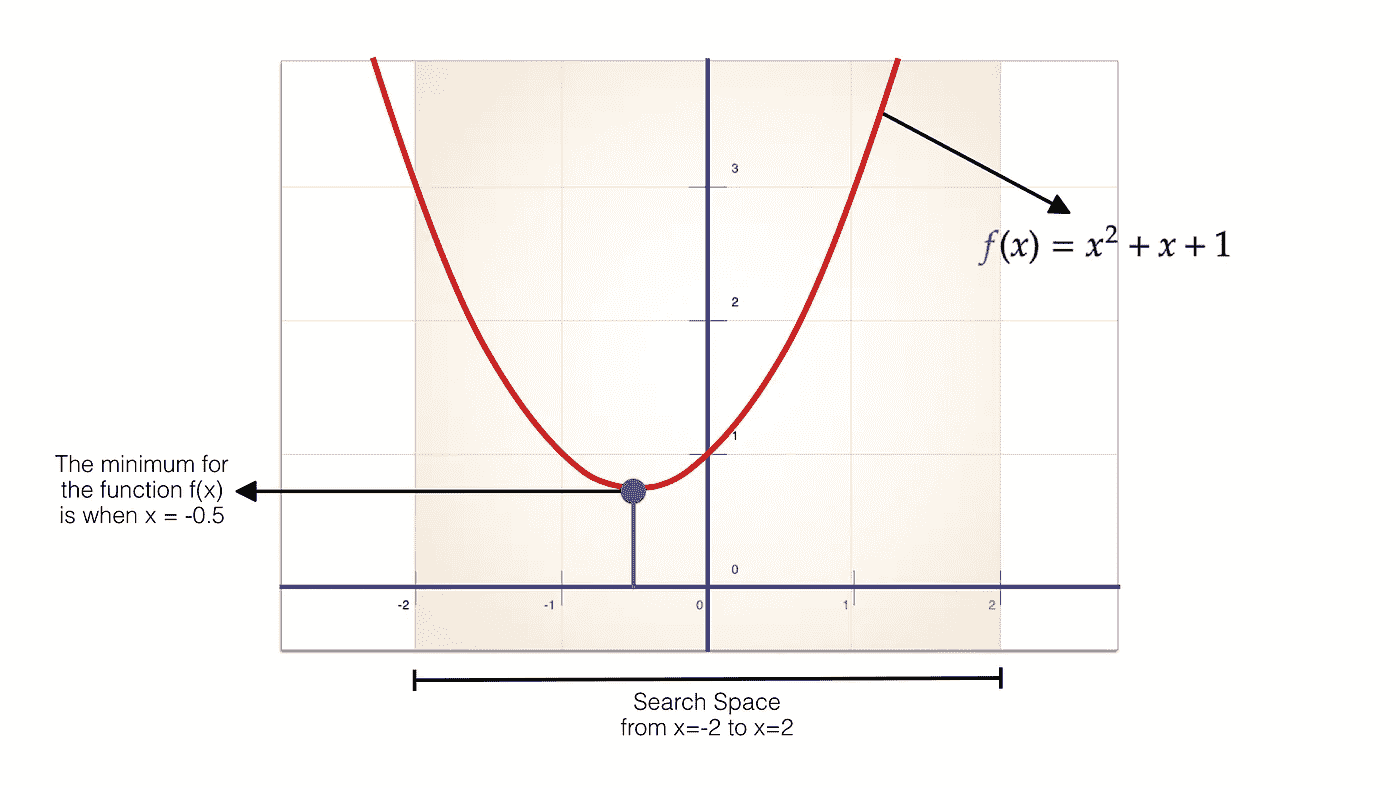 3
f(x) = x² + x + 1
2
1
The minimum for
the function f(x)
is when x = -0.5
0
-2 -1 0 1 2
Search Space
from x=-2 to x=2